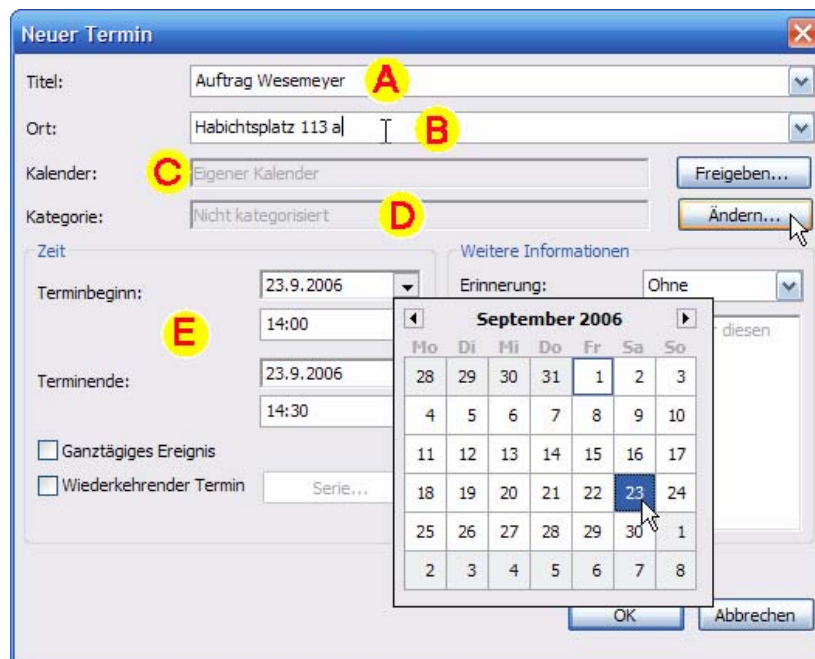 Neuer Termin
Titel: Auftrag Wesemeyer A
Ort: Habichtsplatz 113 a B
Kalender: C Eigener Kalender Freigeben...
Kategorie: Nicht kategorisiert D Ändern...
Zeit Weitere Informationen
Terminbeginn: 23.9.2006 Erinnerung: Ohne
14:00 diesen
E
Terminende: 23.9.2006
14:30
Ganztägiges Ereignis
Wiederkehrender Termin Serie...
September 2006
Mo Di Mi Do Fr Sa So
28 29 30 31 1 2 3
4 5 6 7 8 9 10
11 12 13 14 15 16 17
18 19 20 21 22 23 24
25 26 27 28 29 30 1
2 3 4 5 6 7 8
OK Abbrechen